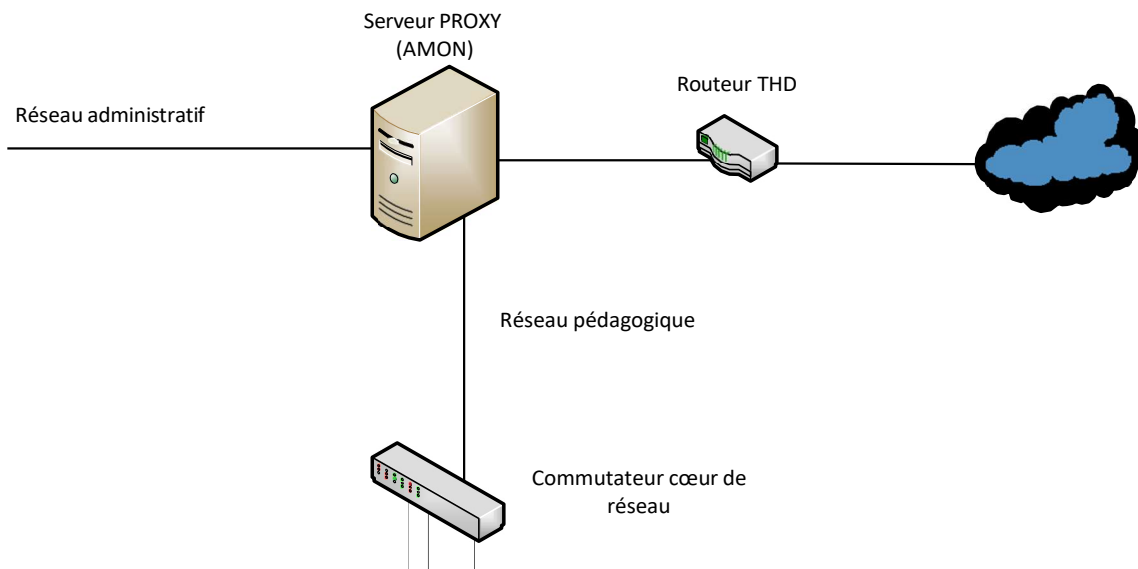 Serveur PROXY
(AMON)
Routeur THD
Réseau administratif
Réseau pédagogique
Commutateur cœur de
réseau